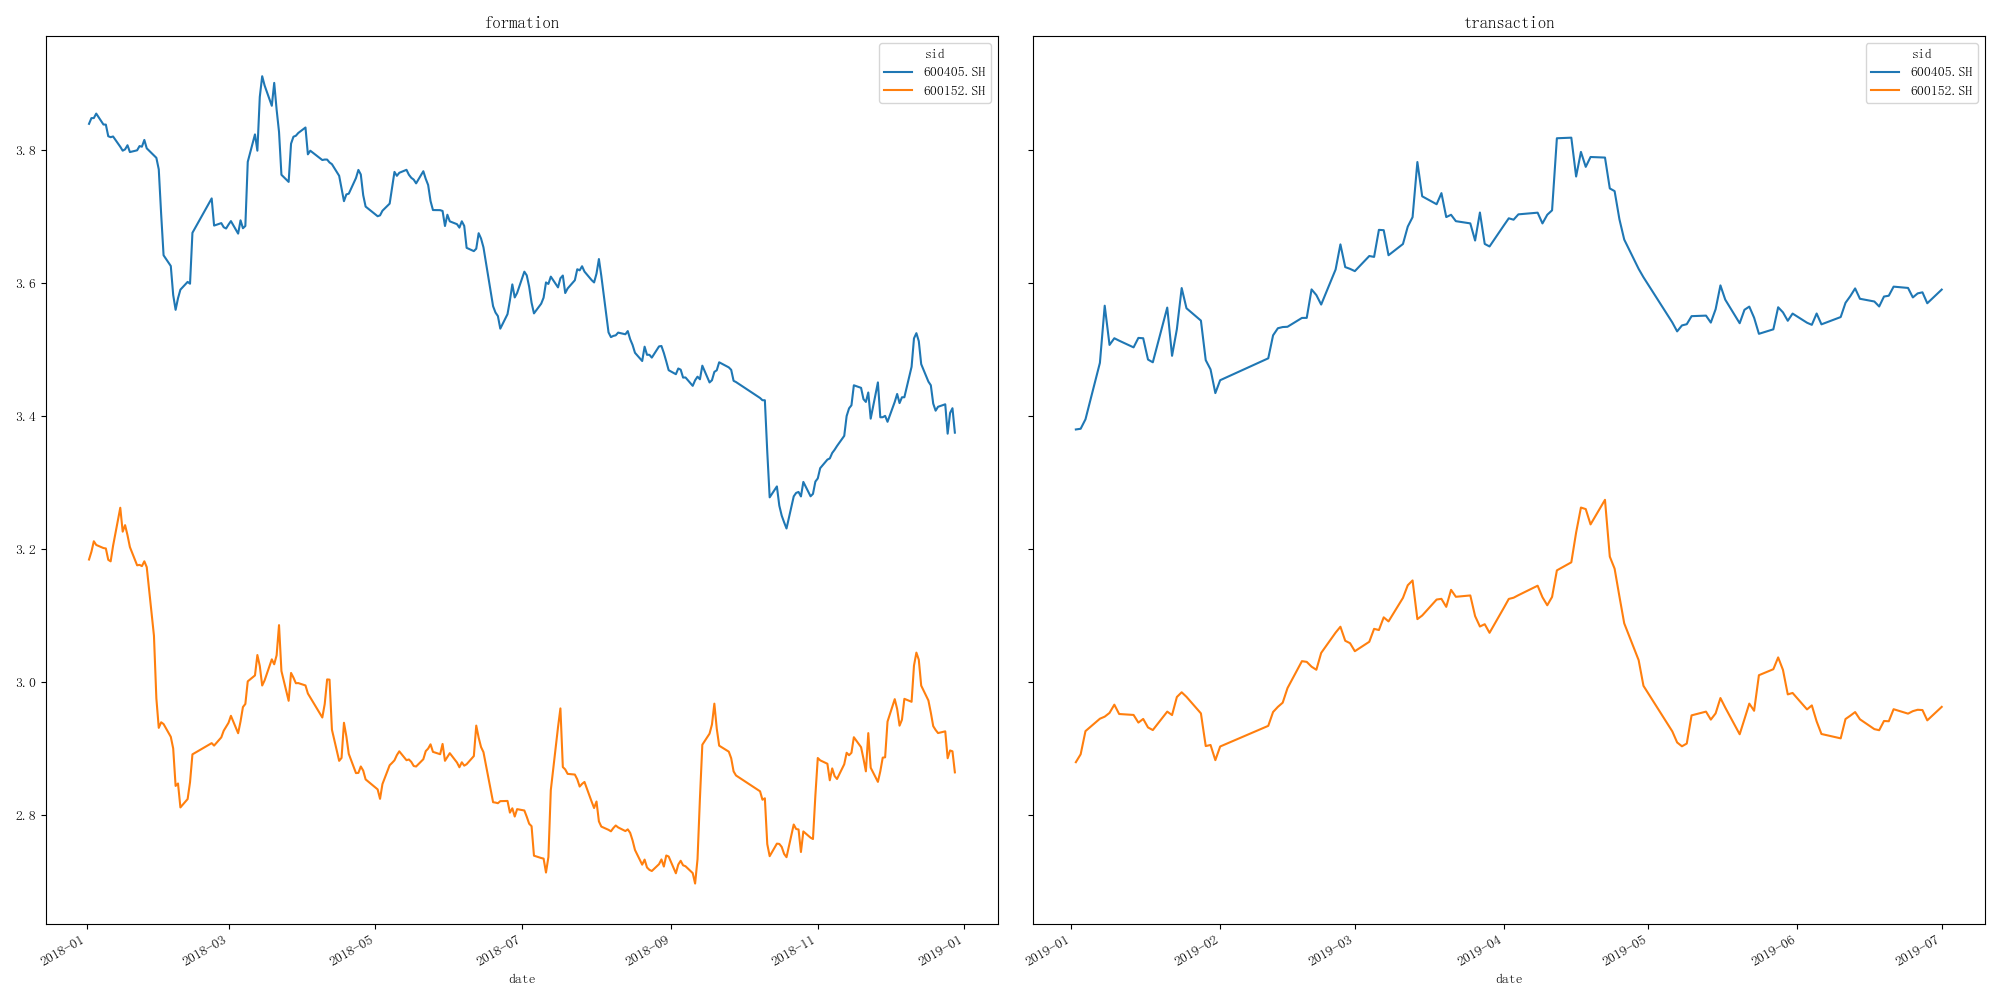 formation
sid
600405.SH
600152.SH
3.8
3.6
3.4
3.2
3.0
2.8
2018-01
2018-03
2018-05
2018-07
2018-09
2018-11
2019-01
date
transaction
sid
600405.SH
600152.SH
2019-01
2019-02
2019-03
2019-04
2019-05
2019-06
2019-07
date